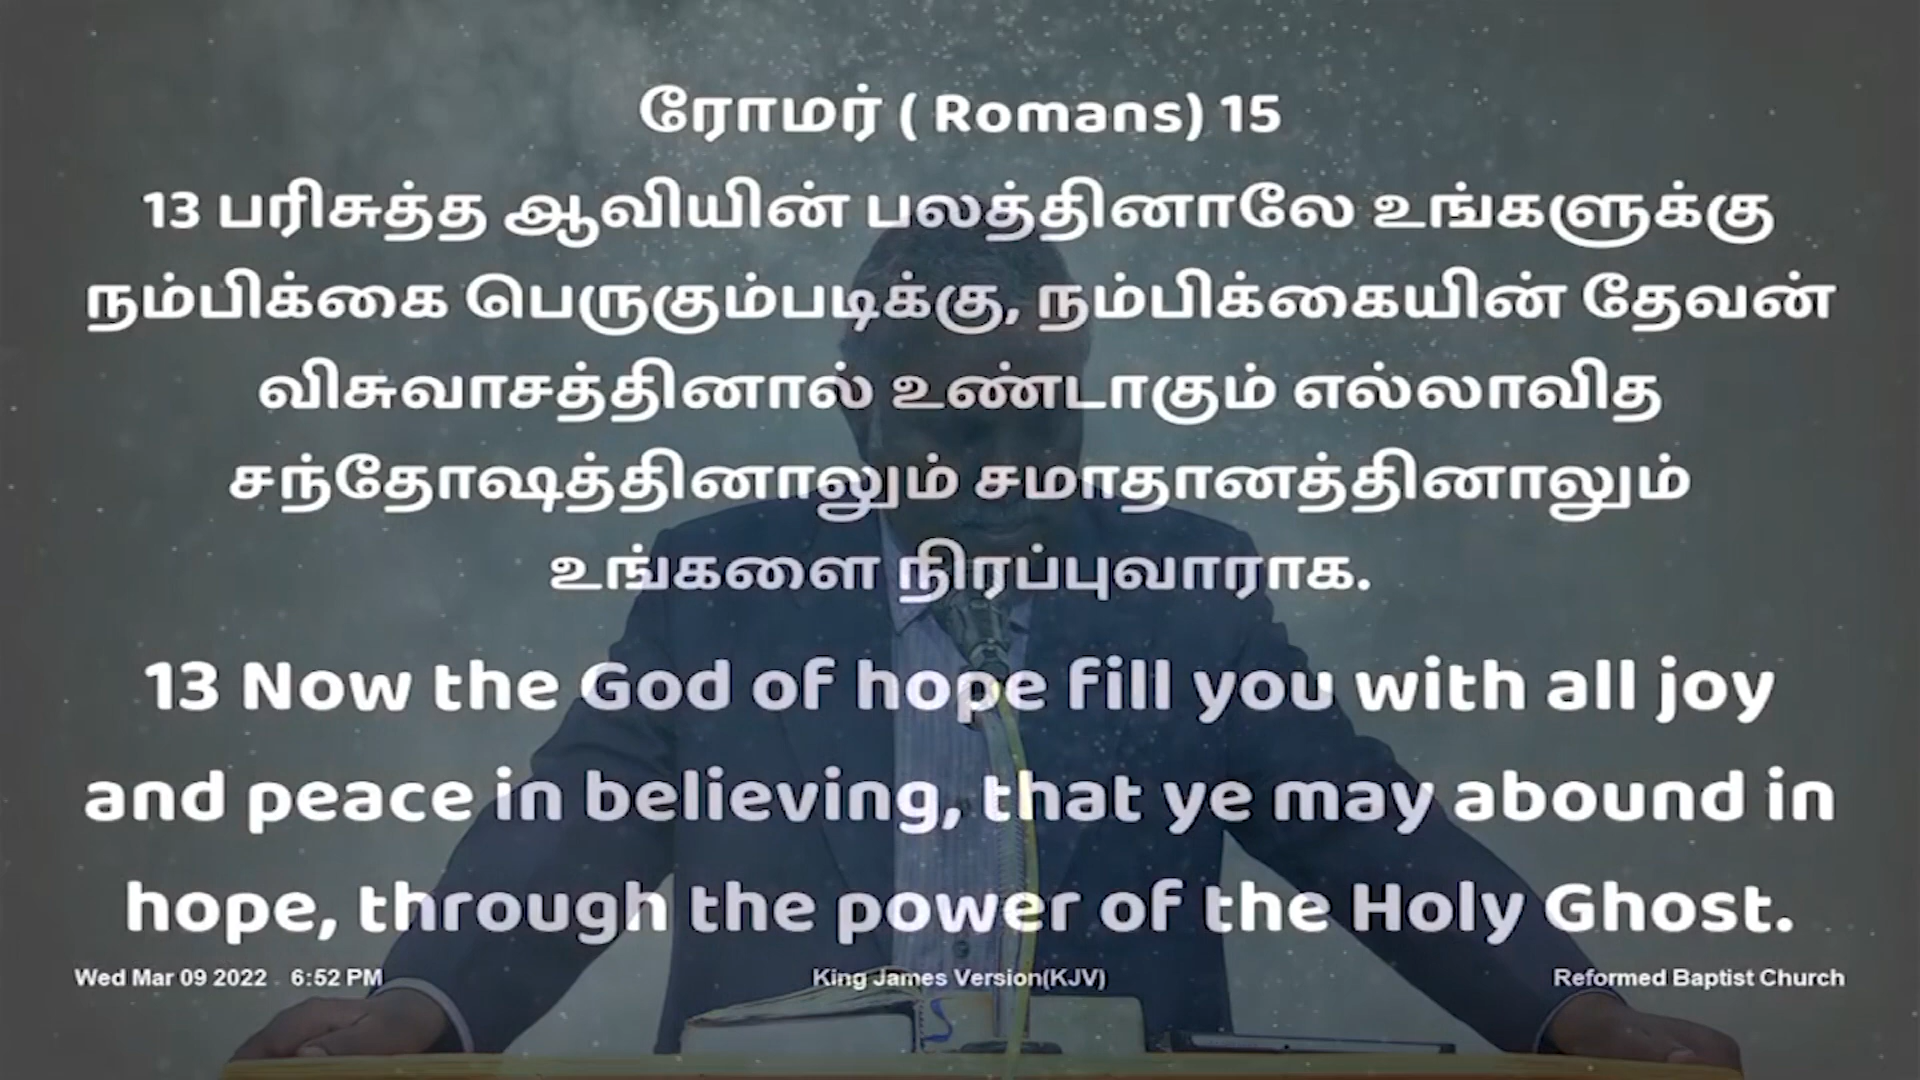 ரோமர் ( Romans) 15
13 பரிசுத்த ஆவியின் பலத்தினாலே உங்களுக்கு
நம்பிக்கை பெருகும்படிக்கு, நம்பிக்கையின் தேவன்
விசுவாசத்தினால் உண்டாகும் எல்லாவித
சந்தோஷத்தினாலும் சமாதானத்தினாலும்
உங்களை நிரப்புவாராக.
13 Now the God of hope fill you with all joy
and peace in believing, that ye may abound in
hope, through the power of the Holy Ghost.
Wed Mar 09 2022 6:52 PM King James Version(KJV) Reformed Baptist Church